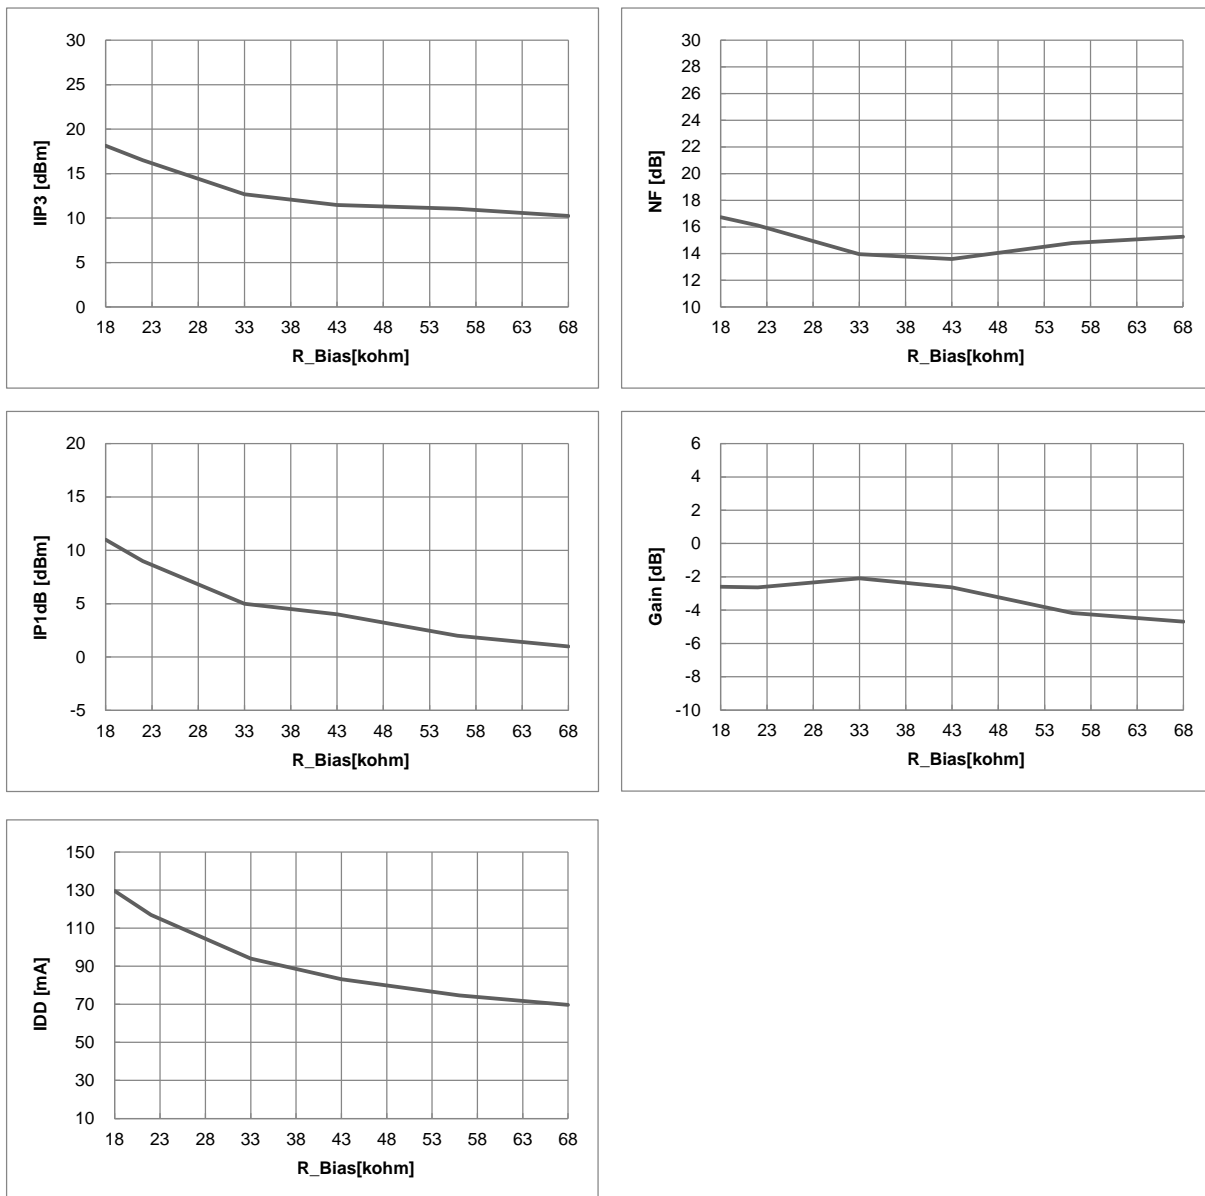 30
25
20
15
10
5
0
IIP3 [dBm]
18 23 28 33 38 43 48 53 58 63 68
R_Bias[kohm]
30
28
26
24
22
20
18
16
14
12
10
NF [dB]
18 23 28 33 38 43 48 53 58 63 68
R_Bias[kohm]
20
15
10
5
0
-5
IP1dB [dBm]
18 23 28 33 38 43 48 53 58 63 68
R_Bias[kohm]
6
4
2
0
-2
-4
-6
-8
-10
Gain [dB]
18 23 28 33 38 43 48 53 58 63 68
R_Bias[kohm]
150
130
110
90
70
50
30
10
IDD [mA]
18 23 28 33 38 43 48 53 58 63 68
R_Bias[kohm]